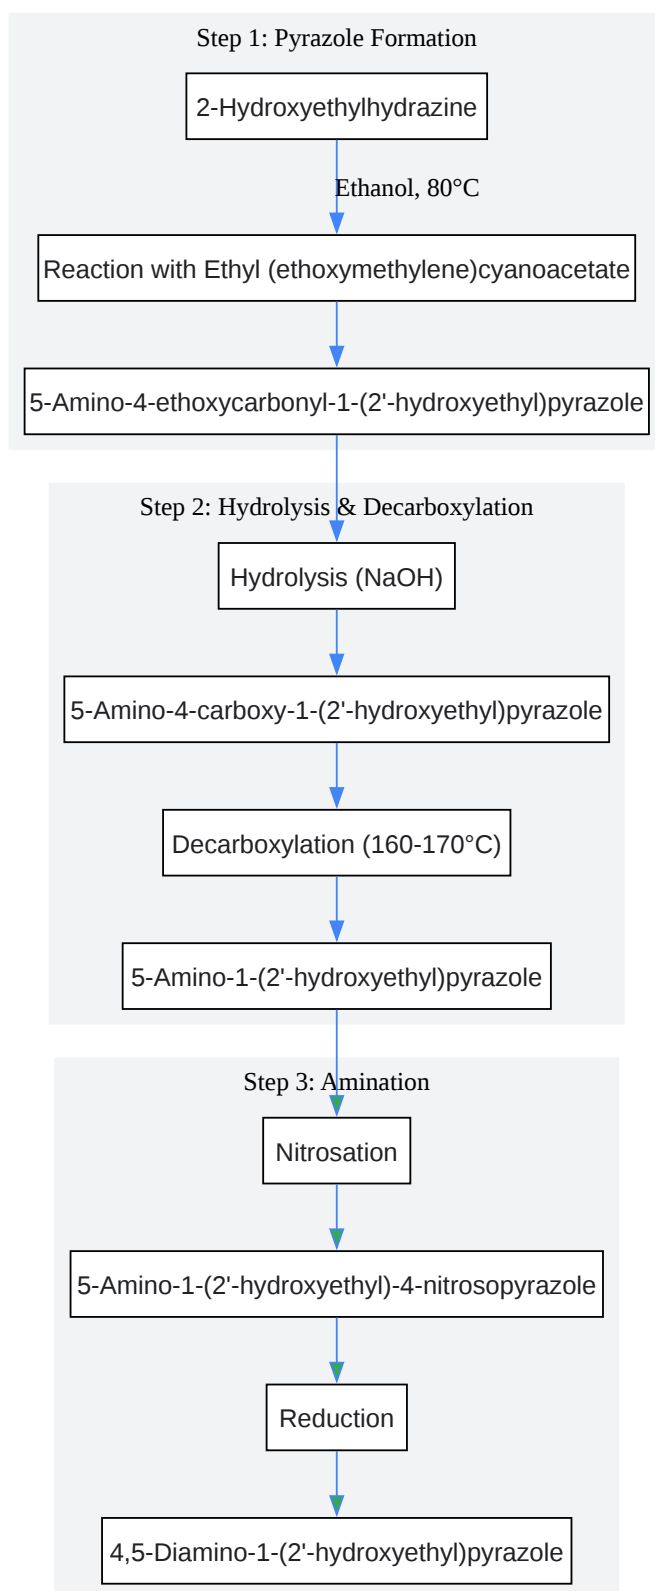 Step 1: Pyrazole Formation
2-Hydroxyethylhydrazine
Ethanol, 80°C
Reaction with Ethyl (ethoxymethylene)cyanoacetate
5-Amino-4-ethoxycarbonyl-1-(2'-hydroxyethyl)pyrazole
Step 2: Hydrolysis & Decarboxylation
Hydrolysis (NaOH)
5-Amino-4-carboxy-1-(2'-hydroxyethyl)pyrazole
Decarboxylation (160-170°C)
5-Amino-1-(2'-hydroxyethyl)pyrazole
Step 3: Amination
Nitrosation
5-Amino-1-(2'-hydroxyethyl)-4-nitrosopyrazole
Reduction
4,5-Diamino-1-(2'-hydroxyethyl)pyrazole